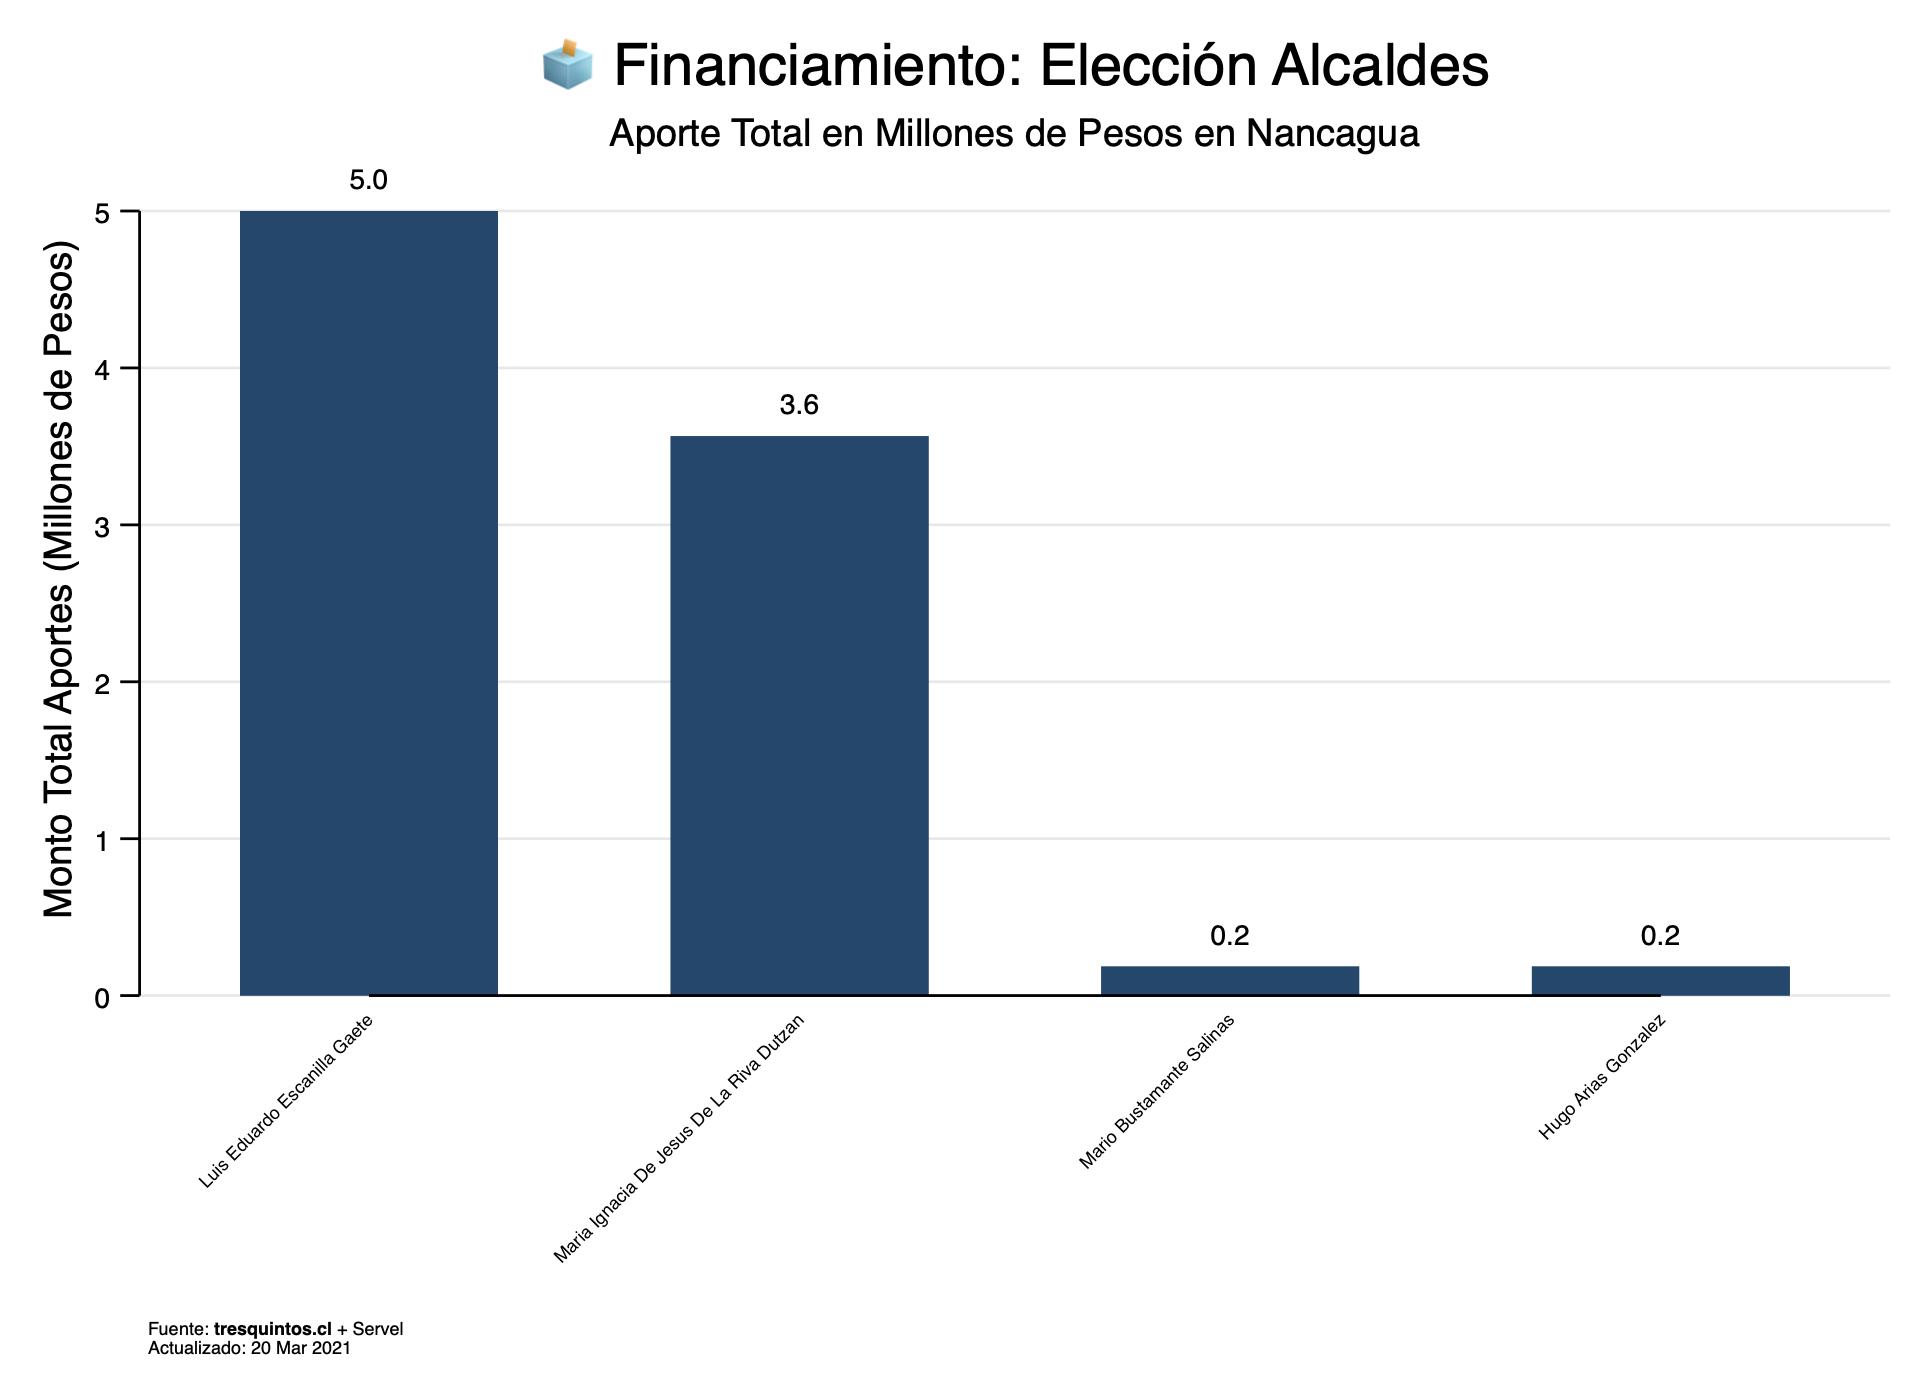 Financiamiento: Elección Alcaldes
Aporte Total en Millones de Pesos en Nancagua
Monto Total Aportes (Millones de Pesos)
5
4
3
2
1
0
5.0
3.6
0.2
0.2
Luis Eduardo Escanilla Gaete
Maria Ignacia De Jesus De La Riva Dutzan
Mario Bustamante Salinas
Hugo Arias Gonzalez
Fuente: tresquintos.cl + Servel
Actualizado: 20 Mar 2021